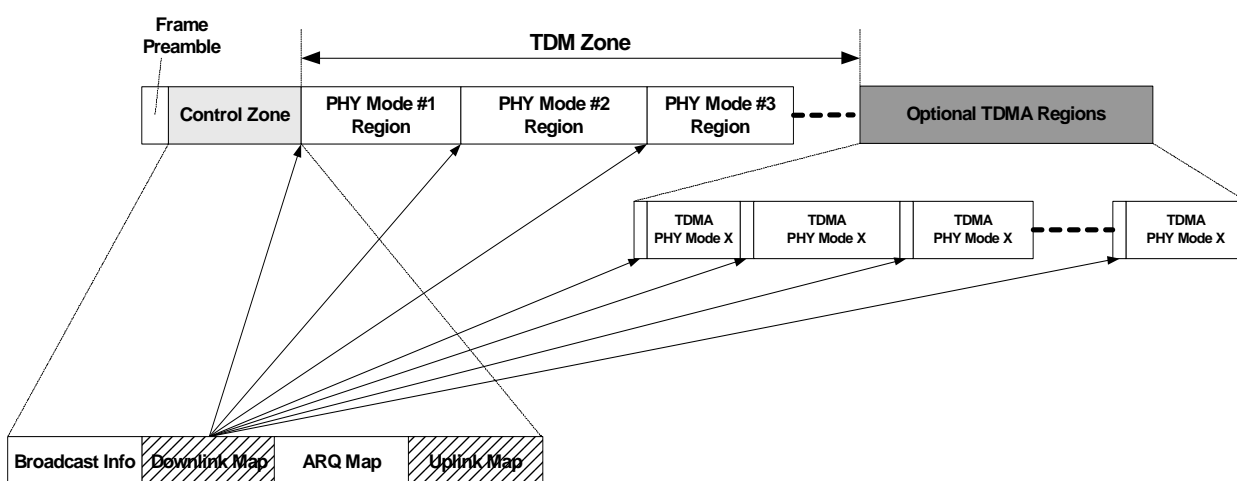 Frame
Preamble
TDM Zone
Control Zone
PHY Mode #1
Region
PHY Mode #2
Region
PHY Mode #3
Region
Optional TDMA Regions
TDMA
PHY Mode X
TDMA
PHY Mode X
TDMA
PHY Mode X
TDMA
PHY Mode X
Broadcast Info
Downlink Map
ARQ Map
Uplink Map